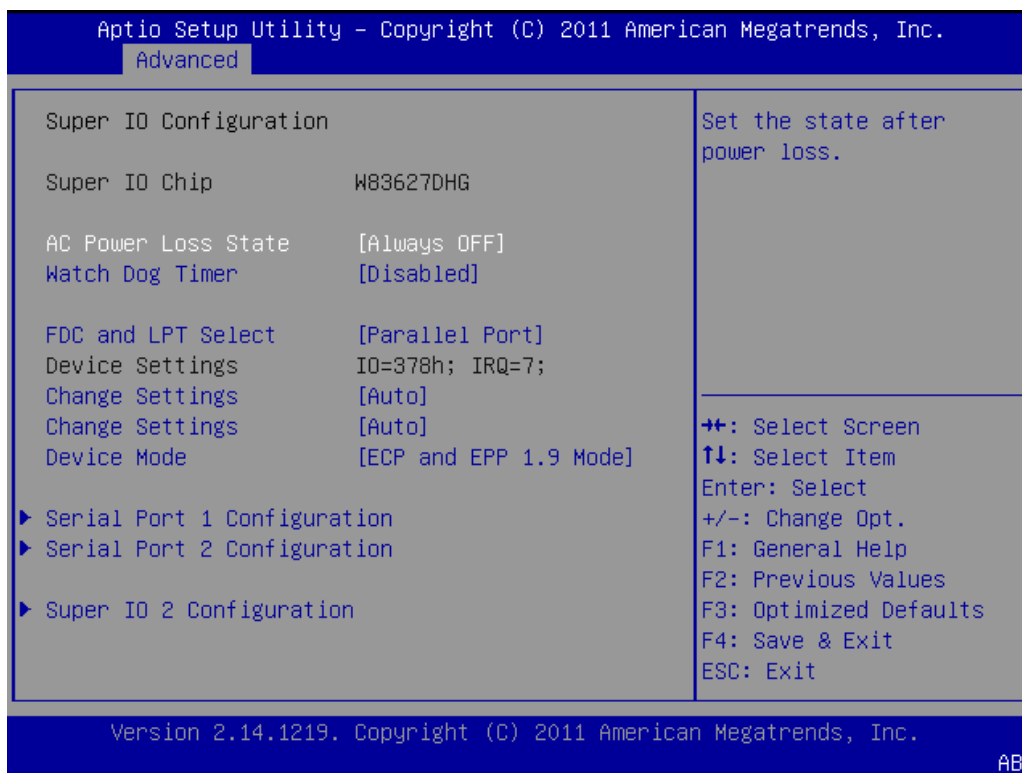 Aptio Setup Utility – Copyright (C) 2011 American Megatrends, Inc.
Advanced
Super IO Configuration
Super IO Chip W83627DHG
AC Power Loss State [Always OFF]
Watch Dog Timer [Disabled]
FDC and LPT Select [Parallel Port]
Device Settings IO=378h; IRQ=7;
Change Settings [Auto]
Change Settings [Auto]
Device Mode [ECP and EPP 1.9 Mode]
Serial Port 1 Configuration
Serial Port 2 Configuration
Super IO 2 Configuration
Set the state after
power loss.
→←: Select Screen
↑↓: Select Item
Enter: Select
+/-: Change Opt.
F1: General Help
F2: Previous Values
F3: Optimized Defaults
F4: Save & Exit
ESC: Exit
Version 2.14.1219. Copyright (C) 2011 American Megatrends, Inc.
AB